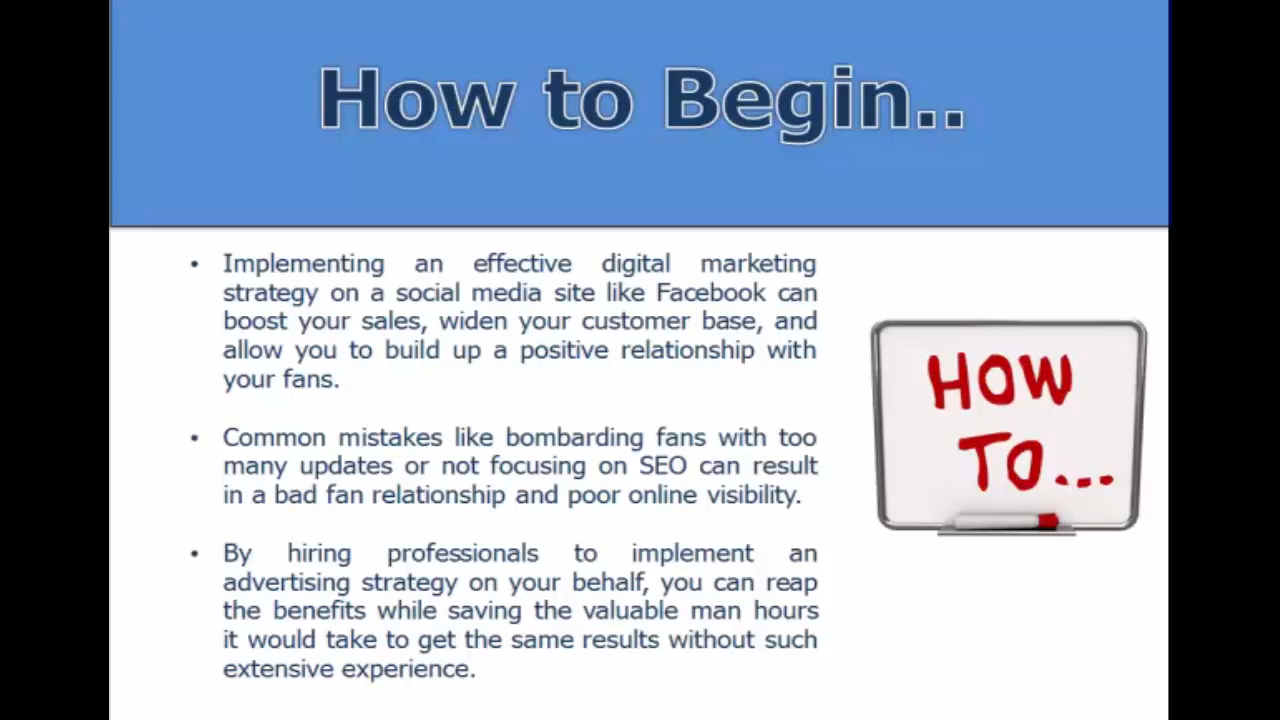 How to Begin..
• Implementing an effective digital marketing
strategy on a social media site like Facebook can
boost your sales, widen your customer base, and
allow you to build up a positive relationship with
your fans.
• Common mistakes like bombarding fans with too
many updates or not focusing on SEO can result
in a bad fan relationship and poor online visibility.
• By hiring professionals to implement an
advertising strategy on your behalf, you can reap
the benefits while saving the valuable man hours
it would take to get the same results without such
extensive experience.
HOW
TO...